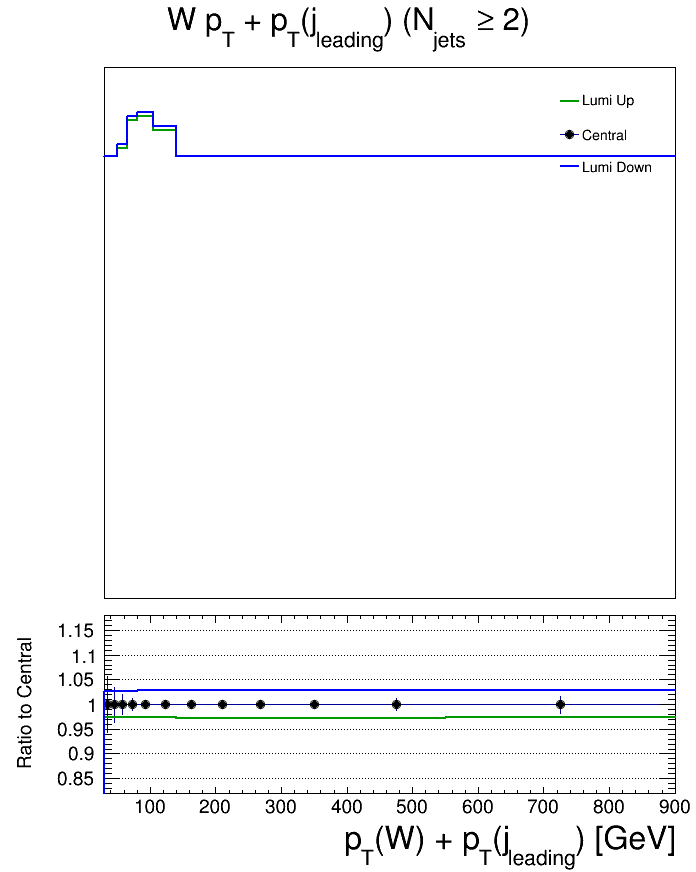 W p_T + p_T(j_leading) (N_jets ≥ 2)
Lumi Up
Central
Lumi Down
Ratio to Central
1.15
1.1
1.05
1
0.95
0.9
0.85
100 200 300 400 500 600 700 800 900
p_T(W) + p_T(j_leading) [GeV]